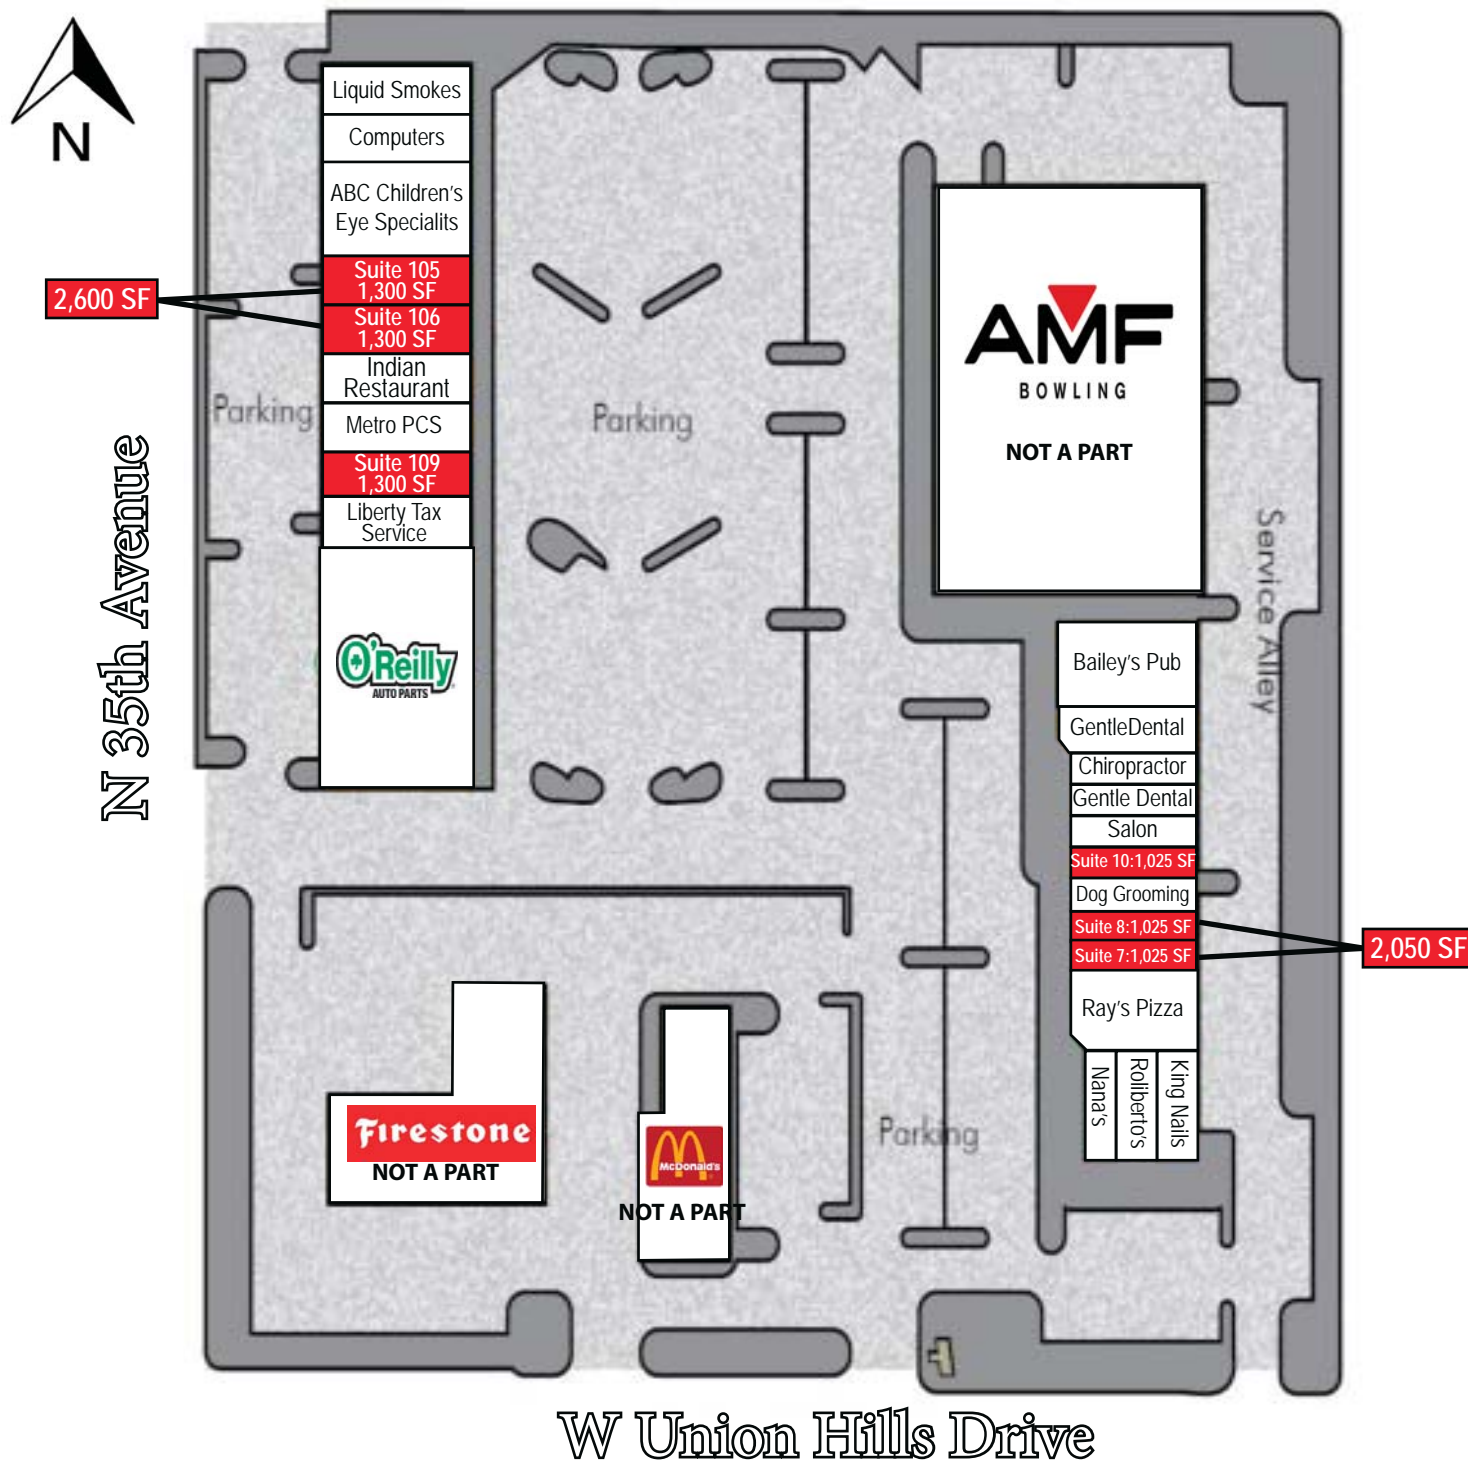 N
Liquid Smokes
Computers
ABC Children's
Eye Specialits
Suite 105
1,300 SF
Suite 106
1,300 SF
2,600 SF
Indian
Restaurant
Metro PCS
Suite 109
1,300 SF
Liberty Tax
Service
O'Reilly
AUTO PARTS
Parking
N 35th Avenue
Parking
AMF
BOWLING
NOT A PART
Service Alley
Bailey's Pub
GentleDental
Chiropractor
Gentle Dental
Salon
Suite 10:1,025 SF
Dog Grooming
Suite 8:1,025 SF
Suite 7:1,025 SF
2,050 SF
Ray's Pizza
Nana's
Roliberto's
King Nails
Firestone
NOT A PART
McDonald's
NOT A PART
Parking
W Union Hills Drive